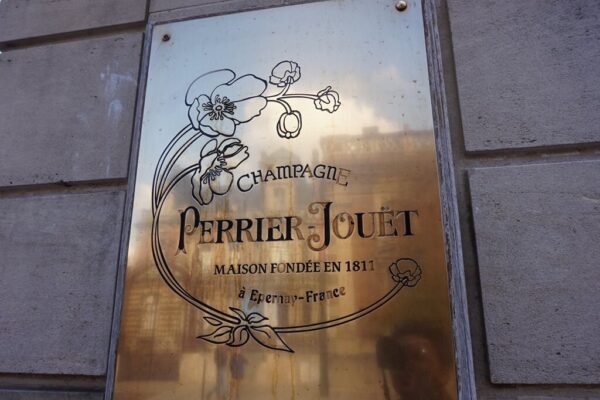 CHAMPAGNE
PERRIER-JOUËT
MAISON FONDÉE EN 1811
à Epernay-France